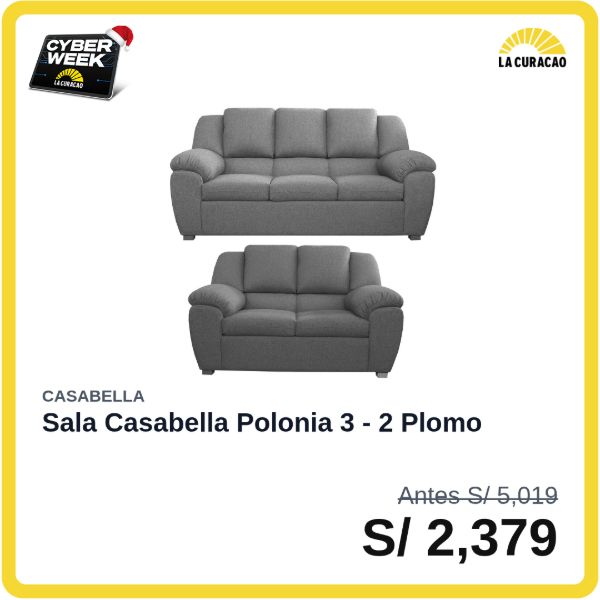 CYBER
WEEK
LA CURACAO
LA CURACAO
CASABELLA
Sala Casabella Polonia 3 - 2 Plomo
Antes S/ 5,019
S/ 2,379